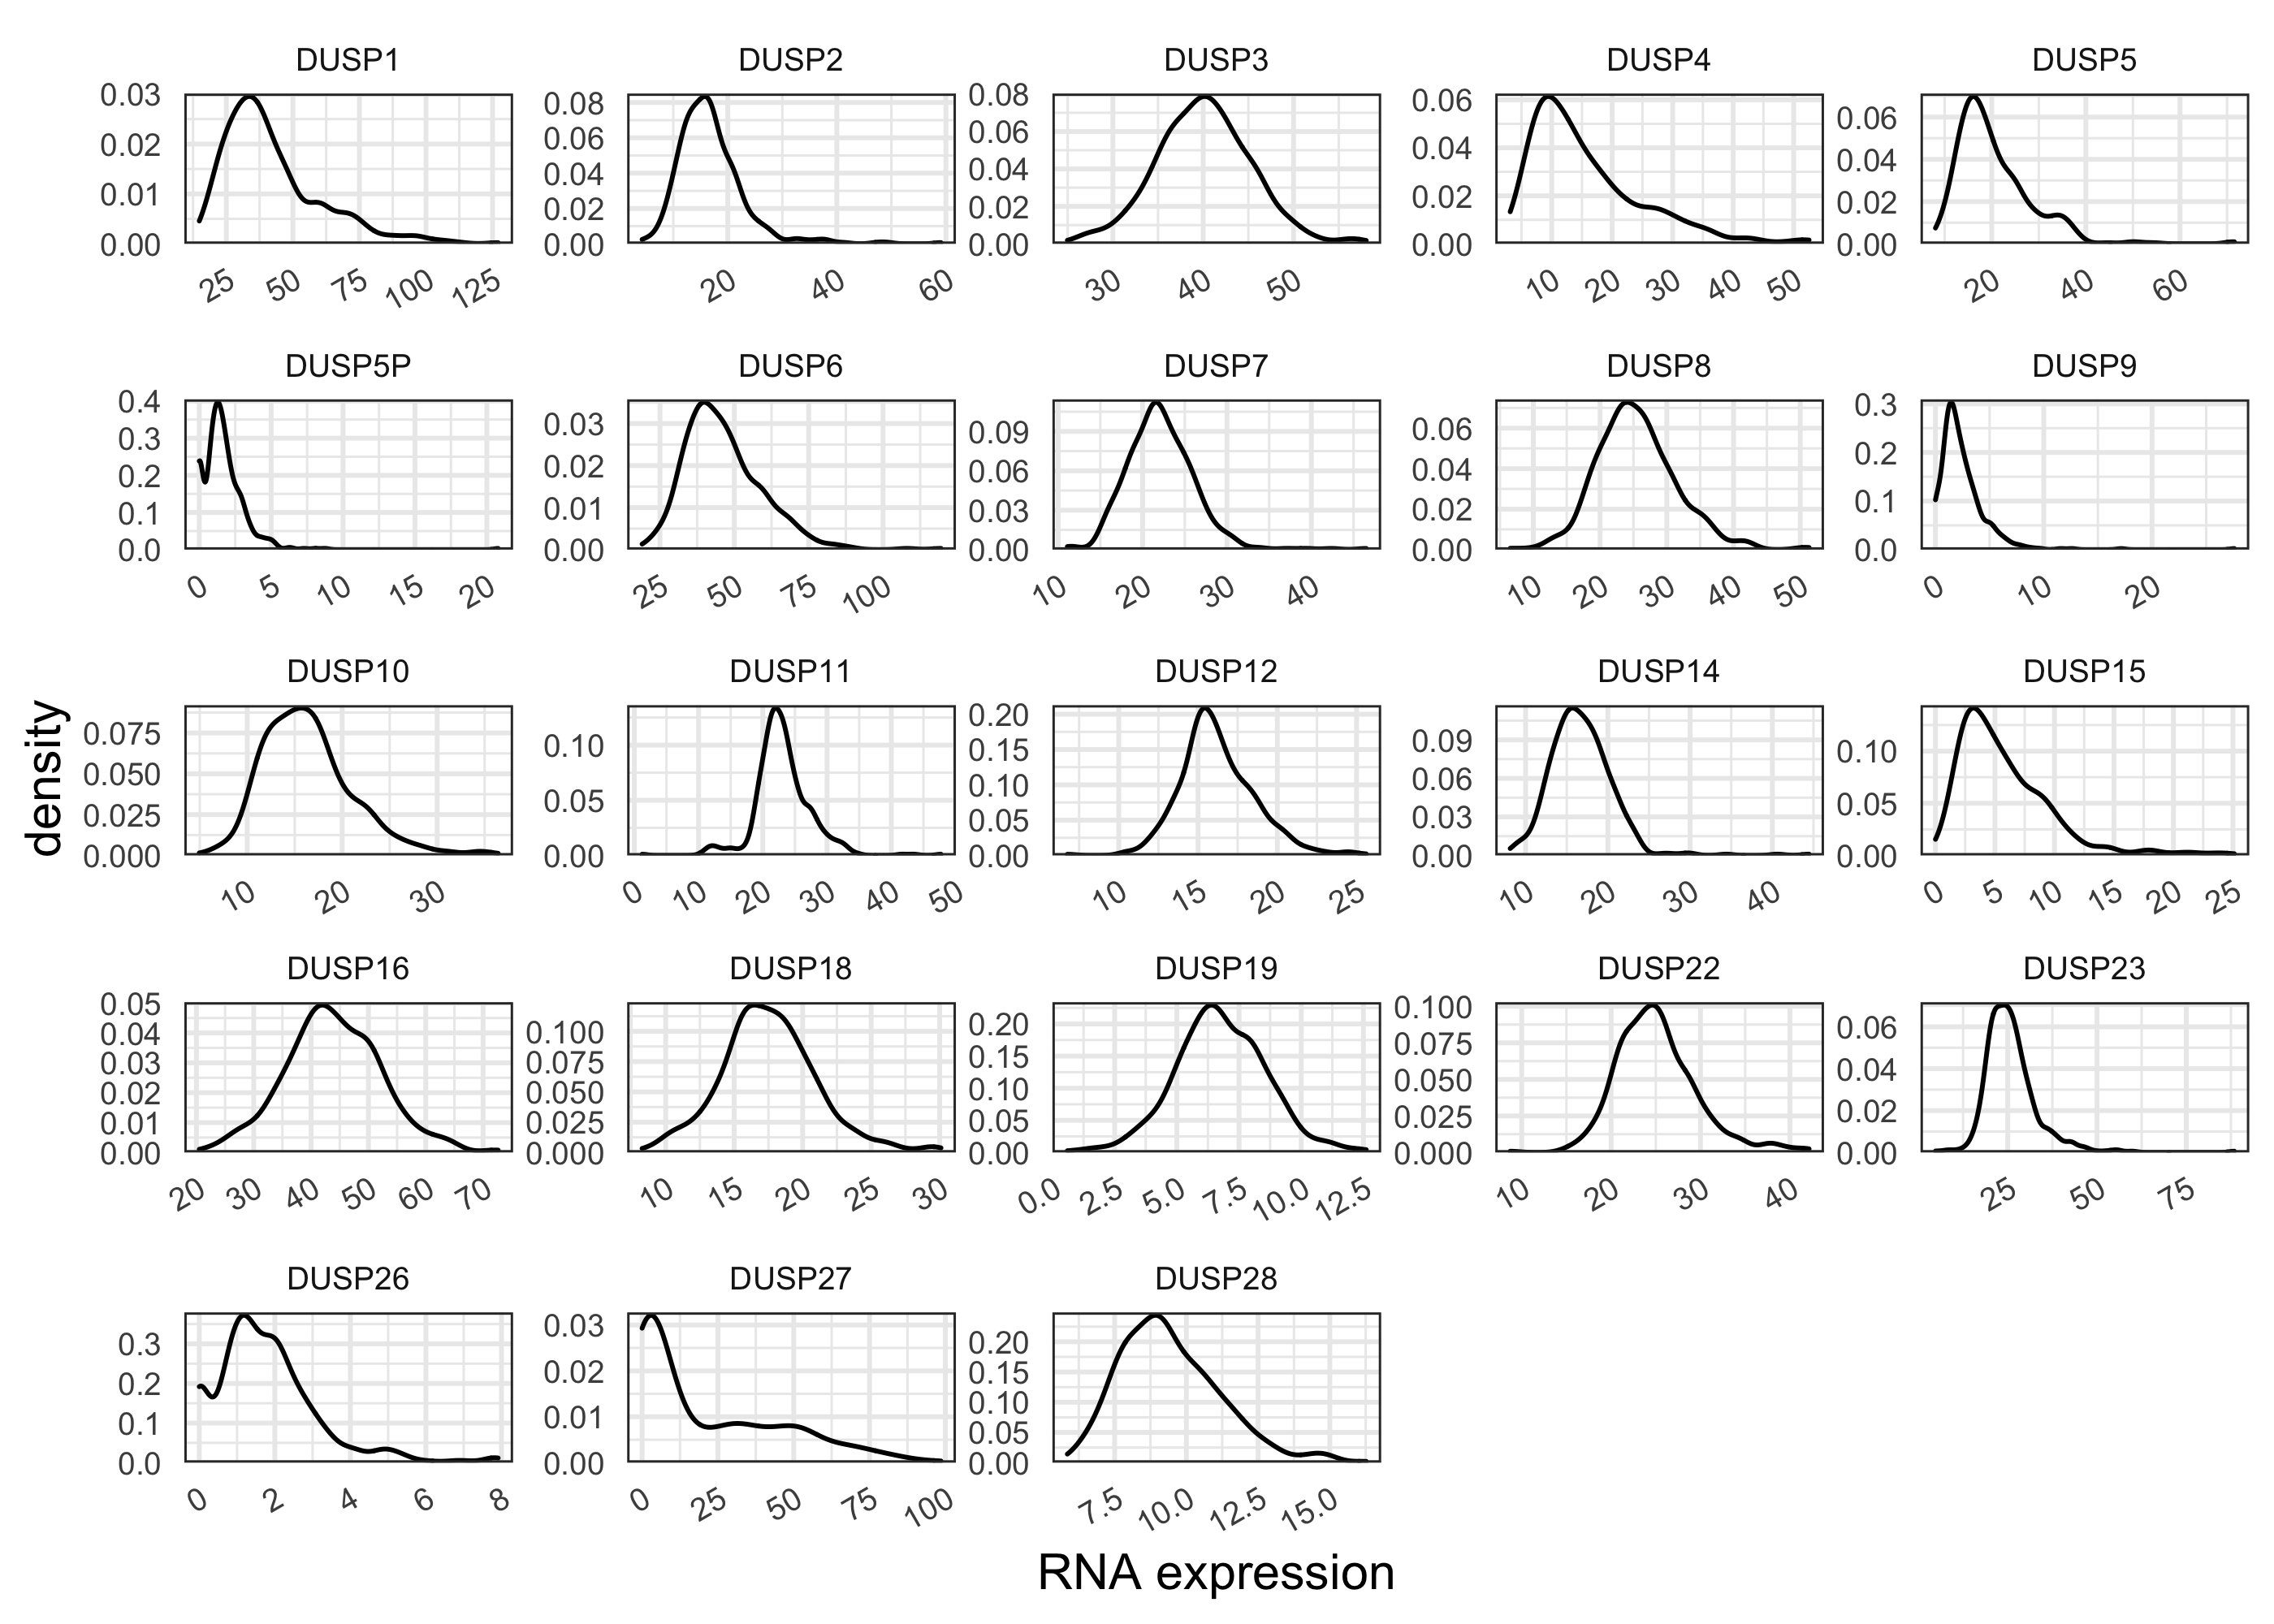 DUSP1 DUSP2 DUSP3 DUSP4 DUSP5
0.03 0.02 0.01 0.00
0.08 0.06 0.04 0.02 0.00
0.08 0.06 0.04 0.02 0.00
0.06 0.04 0.02 0.00
0.06 0.04 0.02 0.00
25 50 75 100 125
20 40 60
30 40 50
10 20 30 40 50
20 40 60
DUSP5P DUSP6 DUSP7 DUSP8 DUSP9
0.4 0.3 0.2 0.1 0.0
0.03 0.02 0.01 0.00
0.09 0.06 0.03 0.00
0.06 0.04 0.02 0.00
0.3 0.2 0.1 0.0
0 5 10 15 20
25 50 75 100
10 20 30 40
10 20 30 40 50
0 10 20
DUSP10 DUSP11 DUSP12 DUSP14 DUSP15
0.075 0.050 0.025 0.000
0.10 0.05 0.00
0.20 0.15 0.10 0.05 0.00
0.09 0.06 0.03 0.00
0.10 0.05 0.00
10 20 30
0 10 20 30 40 50
10 15 20 25
10 20 30 40
0 5 10 15 20 25
density
DUSP16 DUSP18 DUSP19 DUSP22 DUSP23
0.05 0.04 0.03 0.02 0.01 0.00
0.100 0.075 0.050 0.025 0.000
0.20 0.15 0.10 0.05 0.00
0.100 0.075 0.050 0.025 0.000
0.06 0.04 0.02 0.00
20 30 40 50 60 70
10 15 20 25 30
0.0 2.5 5.0 7.5 10.0 12.5
10 20 30 40
25 50 75
DUSP26 DUSP27 DUSP28
0.3 0.2 0.1 0.0
0.03 0.02 0.01 0.00
0.20 0.15 0.10 0.05 0.00
0 2 4 6 8
0 25 50 75 100
7.5 10.0 12.5 15.0
RNA expression